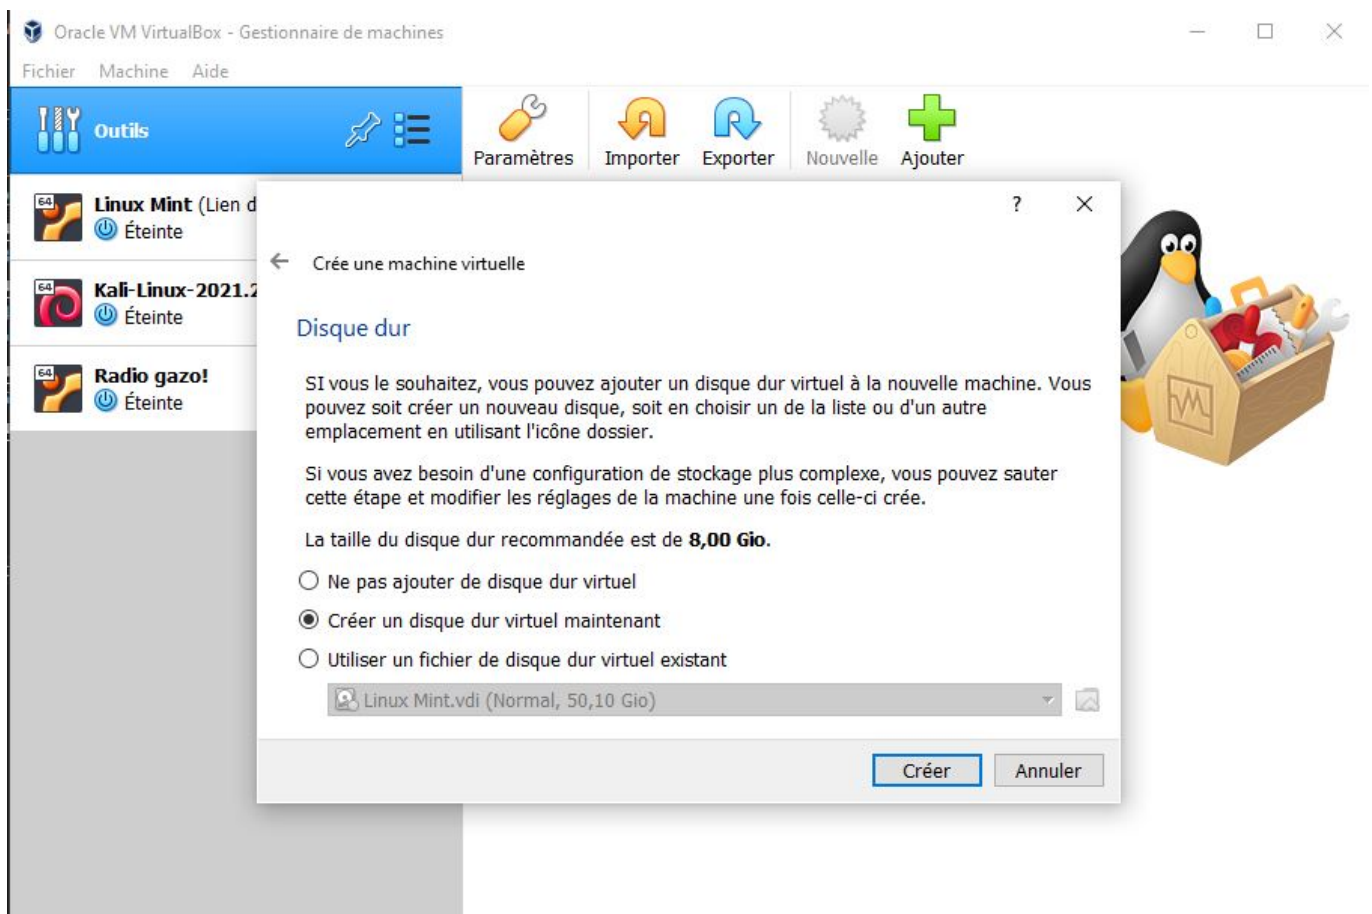 Oracle VM VirtualBox - Gestionnaire de machines
Fichier Machine Aide
Outils
Paramètres Importer Exporter Nouvelle Ajouter
64 Linux Mint (Lien d
Éteinte
64 Kali-Linux-2021.2
Éteinte
64 Radio gazo!
Éteinte
?
Crée une machine virtuelle
Disque dur
SI vous le souhaitez, vous pouvez ajouter un disque dur virtuel à la nouvelle machine. Vous
pouvez soit créer un nouveau disque, soit en choisir un de la liste ou d'un autre
emplacement en utilisant l'icône dossier.
Si vous avez besoin d'une configuration de stockage plus complexe, vous pouvez sauter
cette étape et modifier les réglages de la machine une fois celle-ci crée.
La taille du disque dur recommandée est de 8,00 Gio.
Ne pas ajouter de disque dur virtuel
Créer un disque dur virtuel maintenant
Utiliser un fichier de disque dur virtuel existant
Linux Mint.vdi (Normal, 50,10 Gio)
Créer Annuler